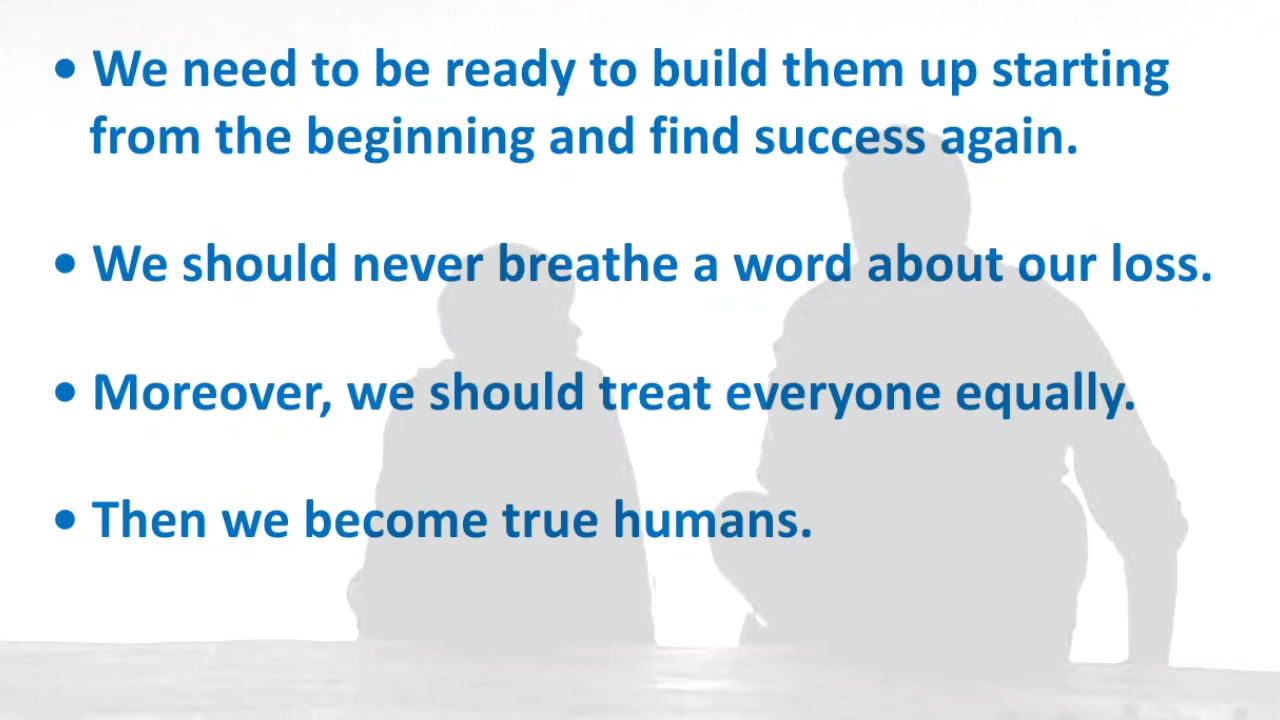 • We need to be ready to build them up starting
from the beginning and find success again.
• We should never breathe a word about our loss.
• Moreover, we should treat everyone equally.
• Then we become true humans.